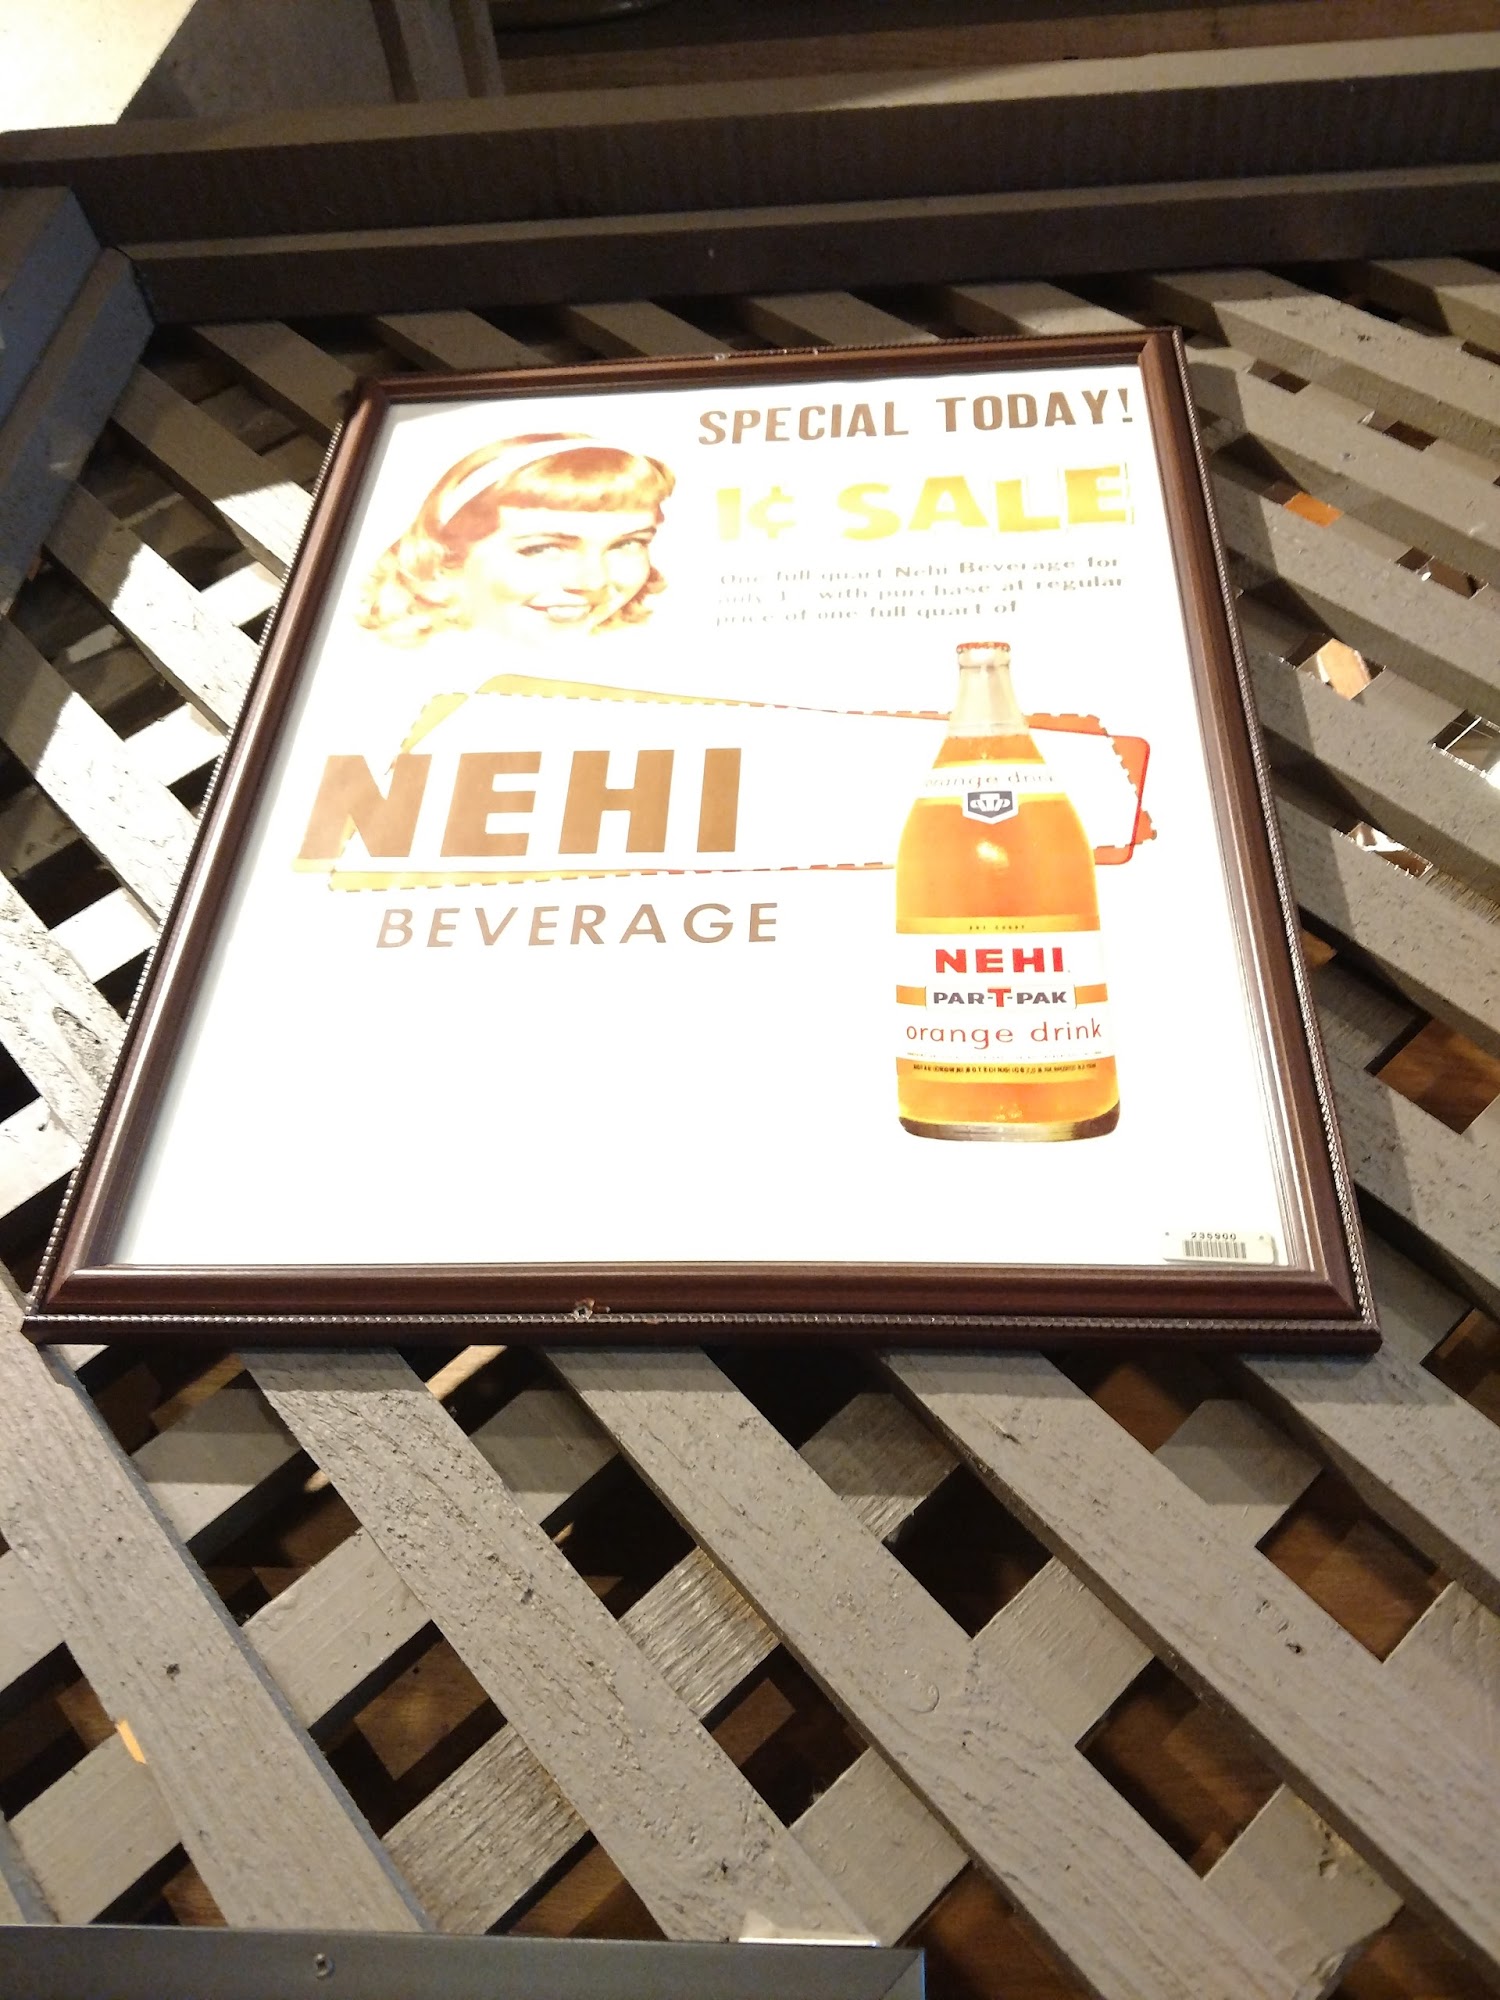 SPECIAL TODAY!
1¢ SALE
One full quart Nehi Beverage for
only 1 with purchase at regular
price of one full quart of
NEHI
BEVERAGE
orange drink
NEHI
PAR-T-PAK
orange drink
235900